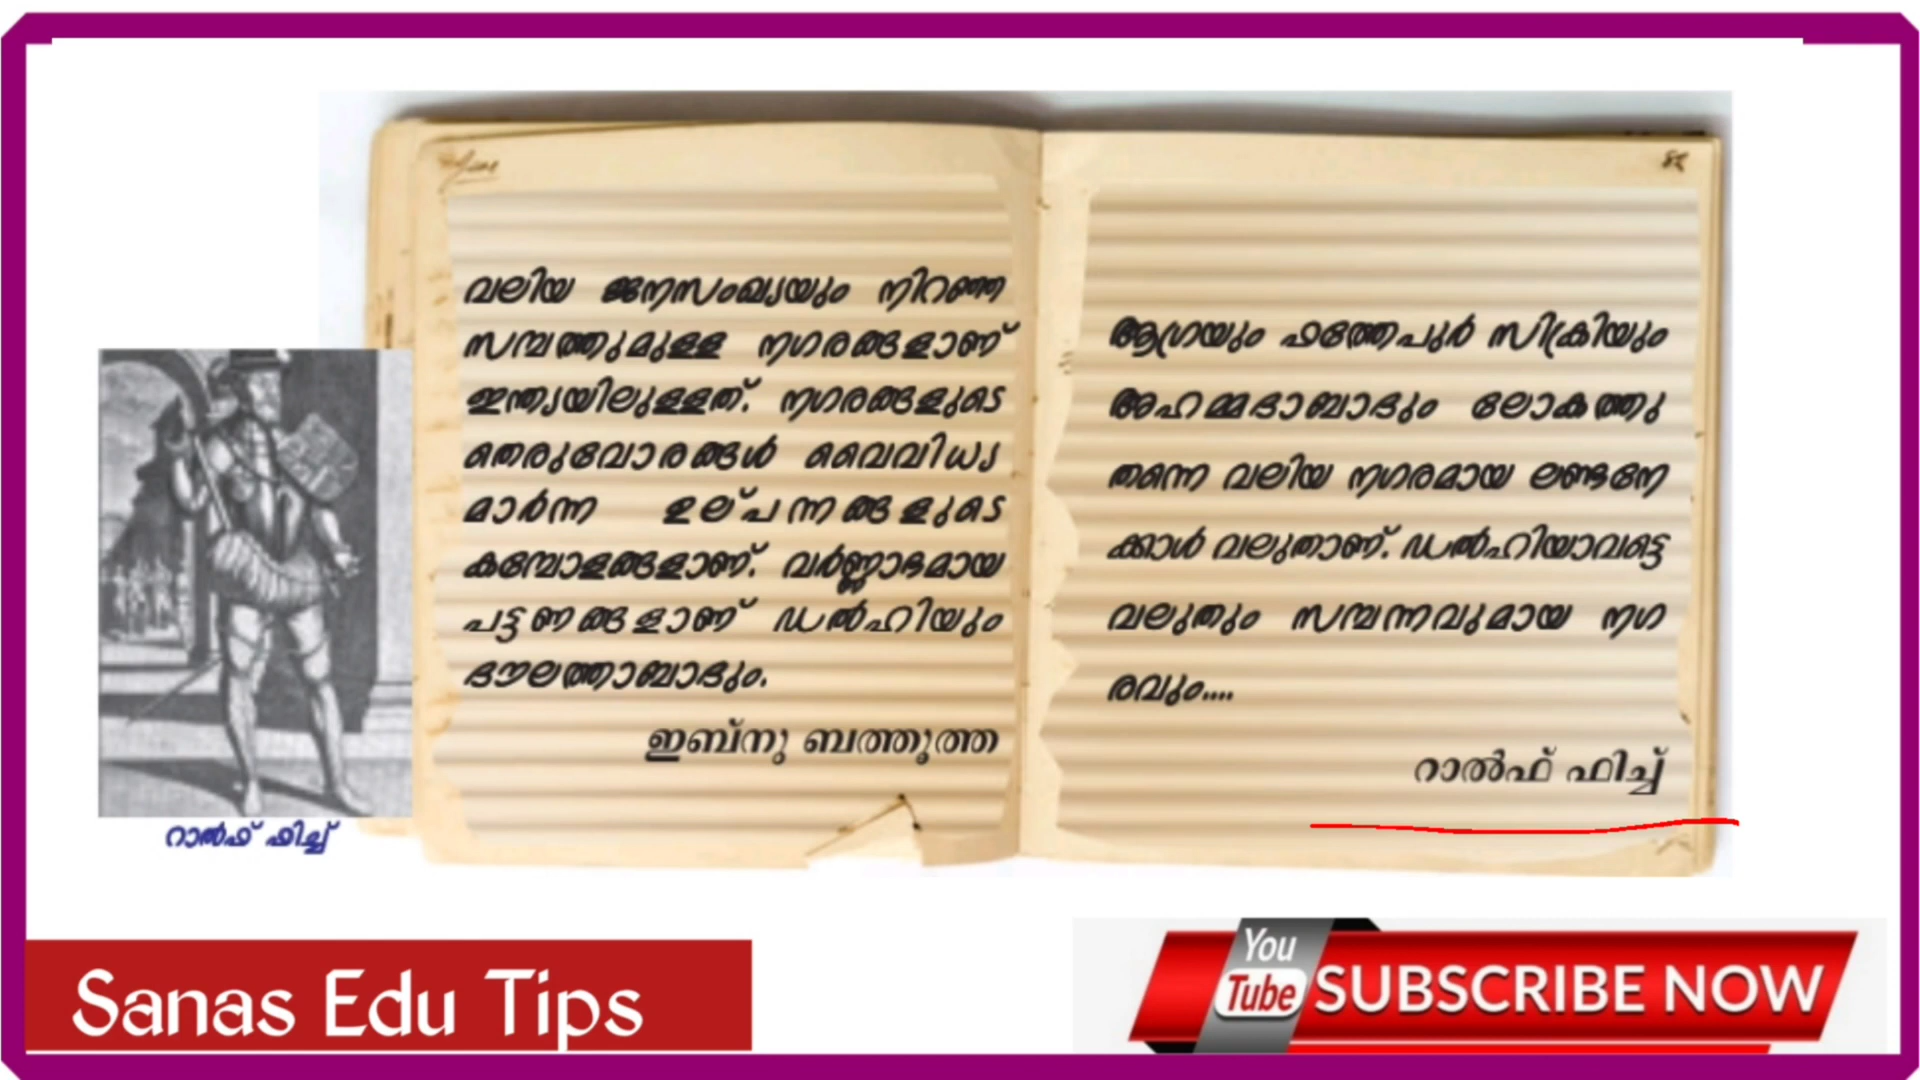 വലിയ ജനസംഖ്യയും നിറഞ്ഞ
സമ്പത്തുമുള്ള നഗരങ്ങളാണ്
ഇന്ത്യയിലുള്ളത്. നഗരങ്ങളുടെ
തെരുവോരങ്ങൾ വൈവിധ്യ
മാർന്ന ഉല്പന്നങ്ങളുടെ
കമ്പോളങ്ങളാണ്. വർണ്ണാഭമായ
പട്ടണങ്ങളാണ് ഡൽഹിയും
ദൗലത്താബാദും.
ഇബ്നു ബത്തൂത്ത
ആഗ്രയും ഫത്തേപൂർ സിക്രിയും
അഹമ്മദാബാദും ലോകത്തു
തന്നെ വലിയ നഗരമായ ലണ്ടനേ
ക്കാൾ വലുതാണ്. ഡൽഹിയാവട്ടെ
വലുതും സമ്പന്നവുമായ നഗ
രവും....
റാൽഫ് ഫിച്ച്
റാൽഫ് ഫിച്ച്
Sanas Edu Tips
You
Tube
SUBSCRIBE NOW